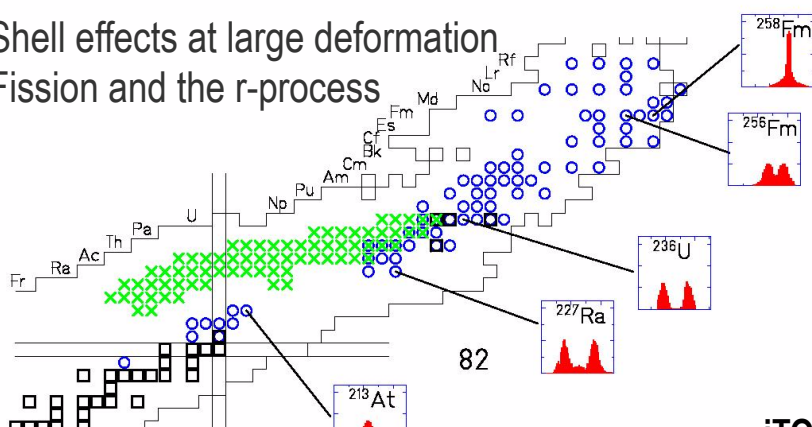 Shell effects at large deformation
Fission and the r-process
258Fm
256Fm
236U
227Ra
213At
82
Rf
Lr
No
Md
Fm
Es
Cf
Bk
Cm
Am
Pu
Np
U
Pa
Th
Ac
Ra
Fr